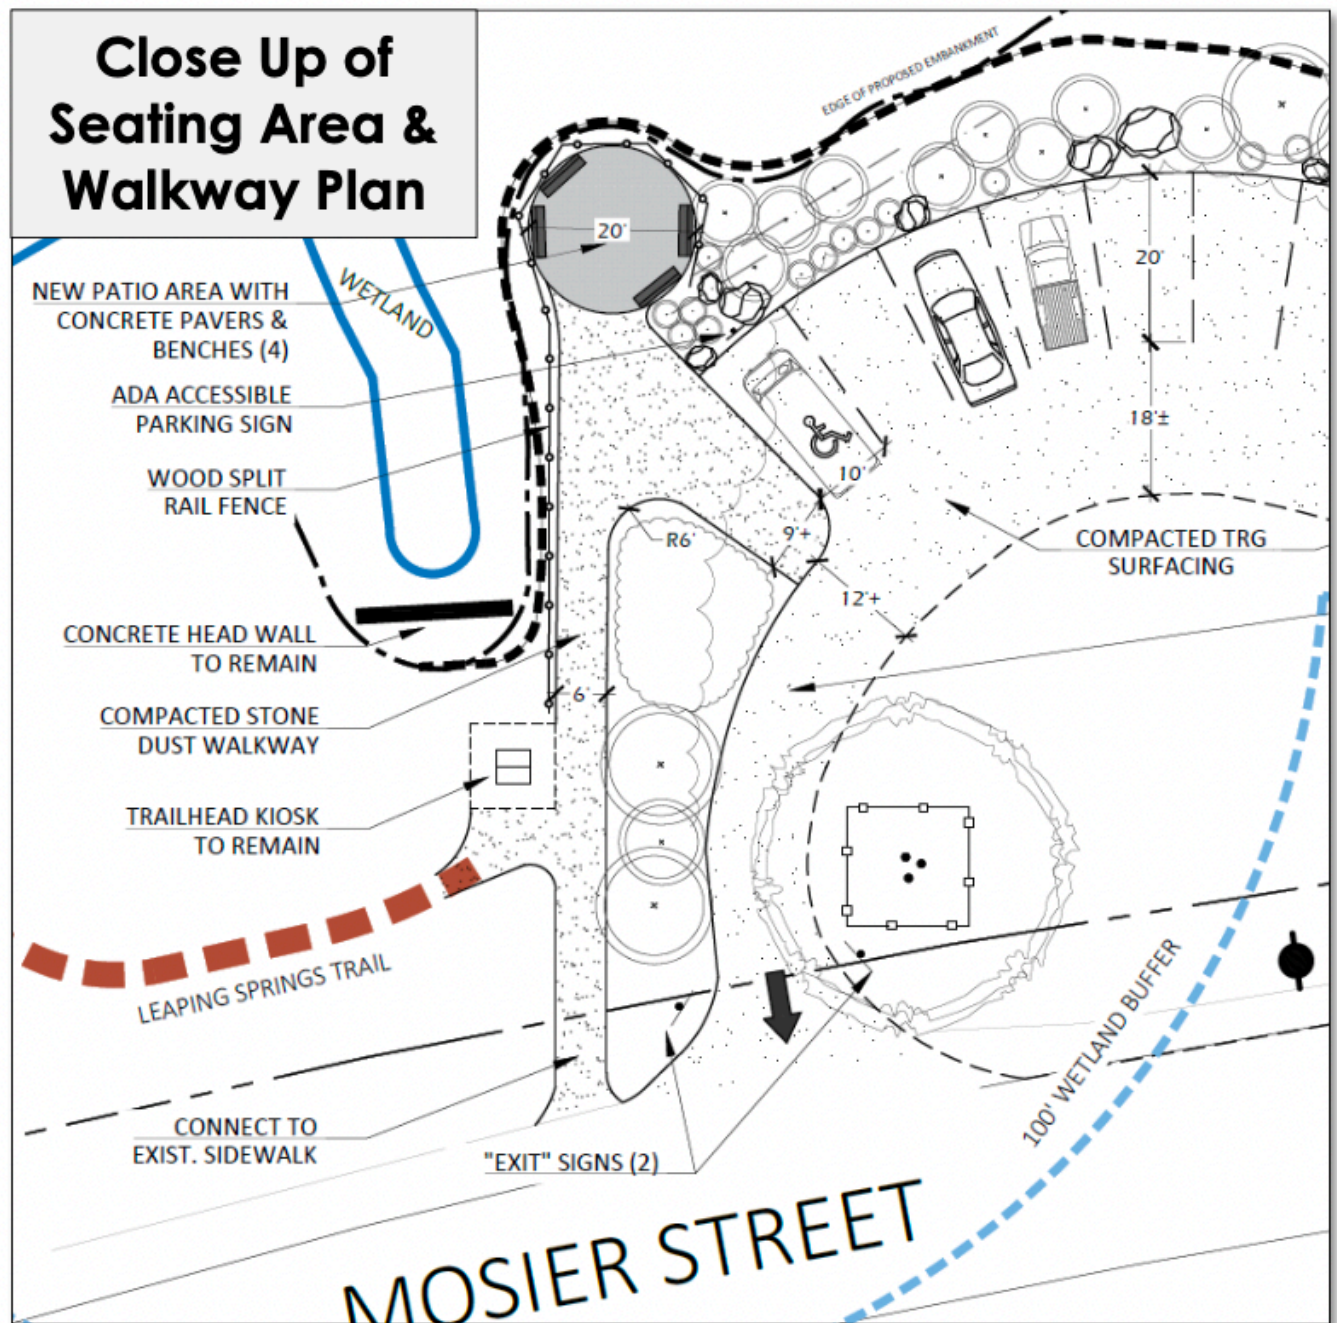 Close Up of
Seating Area &
Walkway Plan
EDGE OF PROPOSED EMBANKMENT
WETLAND
20'
20'
NEW PATIO AREA WITH
CONCRETE PAVERS &
BENCHES (4)
ADA ACCESSIBLE
PARKING SIGN
18'±
WOOD SPLIT
RAIL FENCE
10'
R6'
9'+
COMPACTED TRG
SURFACING
12'+
CONCRETE HEAD WALL
TO REMAIN
6'
COMPACTED STONE
DUST WALKWAY
TRAILHEAD KIOSK
TO REMAIN
LEAPING SPRINGS TRAIL
100' WETLAND BUFFER
CONNECT TO
EXIST. SIDEWALK
"EXIT" SIGNS (2)
MOSIER STREET